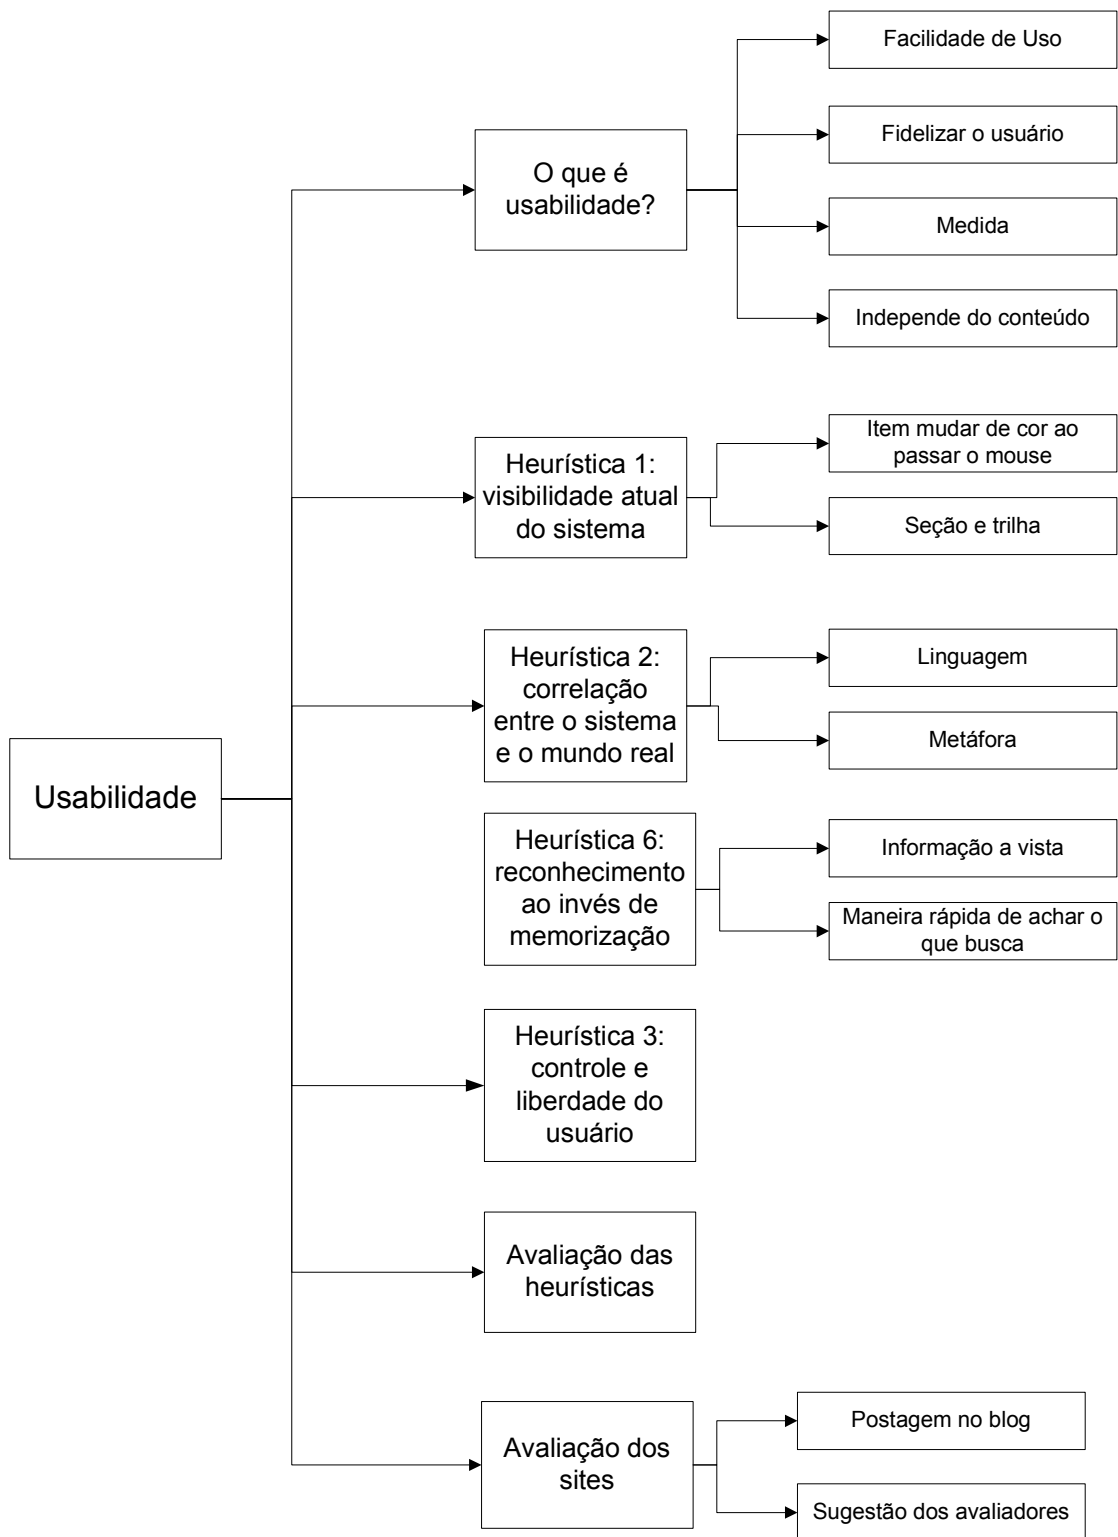 Usabilidade
O que é
usabilidade?
Facilidade de Uso
Fidelizar o usuário
Medida
Independe do conteúdo
Heurística 1:
visibilidade atual
do sistema
Item mudar de cor ao
passar o mouse
Seção e trilha
Heurística 2:
correlação
entre o sistema
e o mundo real
Linguagem
Metáfora
Heurística 6:
reconhecimento
ao invés de
memorização
Informação a vista
Maneira rápida de achar o
que busca
Heurística 3:
controle e
liberdade do
usuário
Avaliação das
heurísticas
Avaliação dos
sites
Postagem no blog
Sugestão dos avaliadores